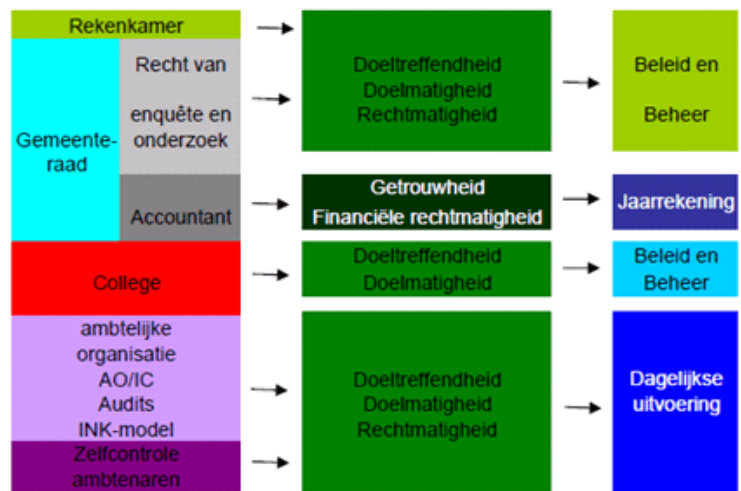 Rekenkamer
Gemeente-
raad
Recht van
enquête en
onderzoek
Accountant
Doeltreffendheid
Doelmatigheid
Rechtmatigheid
Beleid en
Beheer
Getrouwheid
Financiële rechtmatigheid
Jaarrekening
College
Doeltreffendheid
Doelmatigheid
Beleid en
Beheer
ambtelijke
organisatie
AO/IC
Audits
INK-model
Zelfcontrole
ambtenaren
Doeltreffendheid
Doelmatigheid
Rechtmatigheid
Dagelijkse
uitvoering